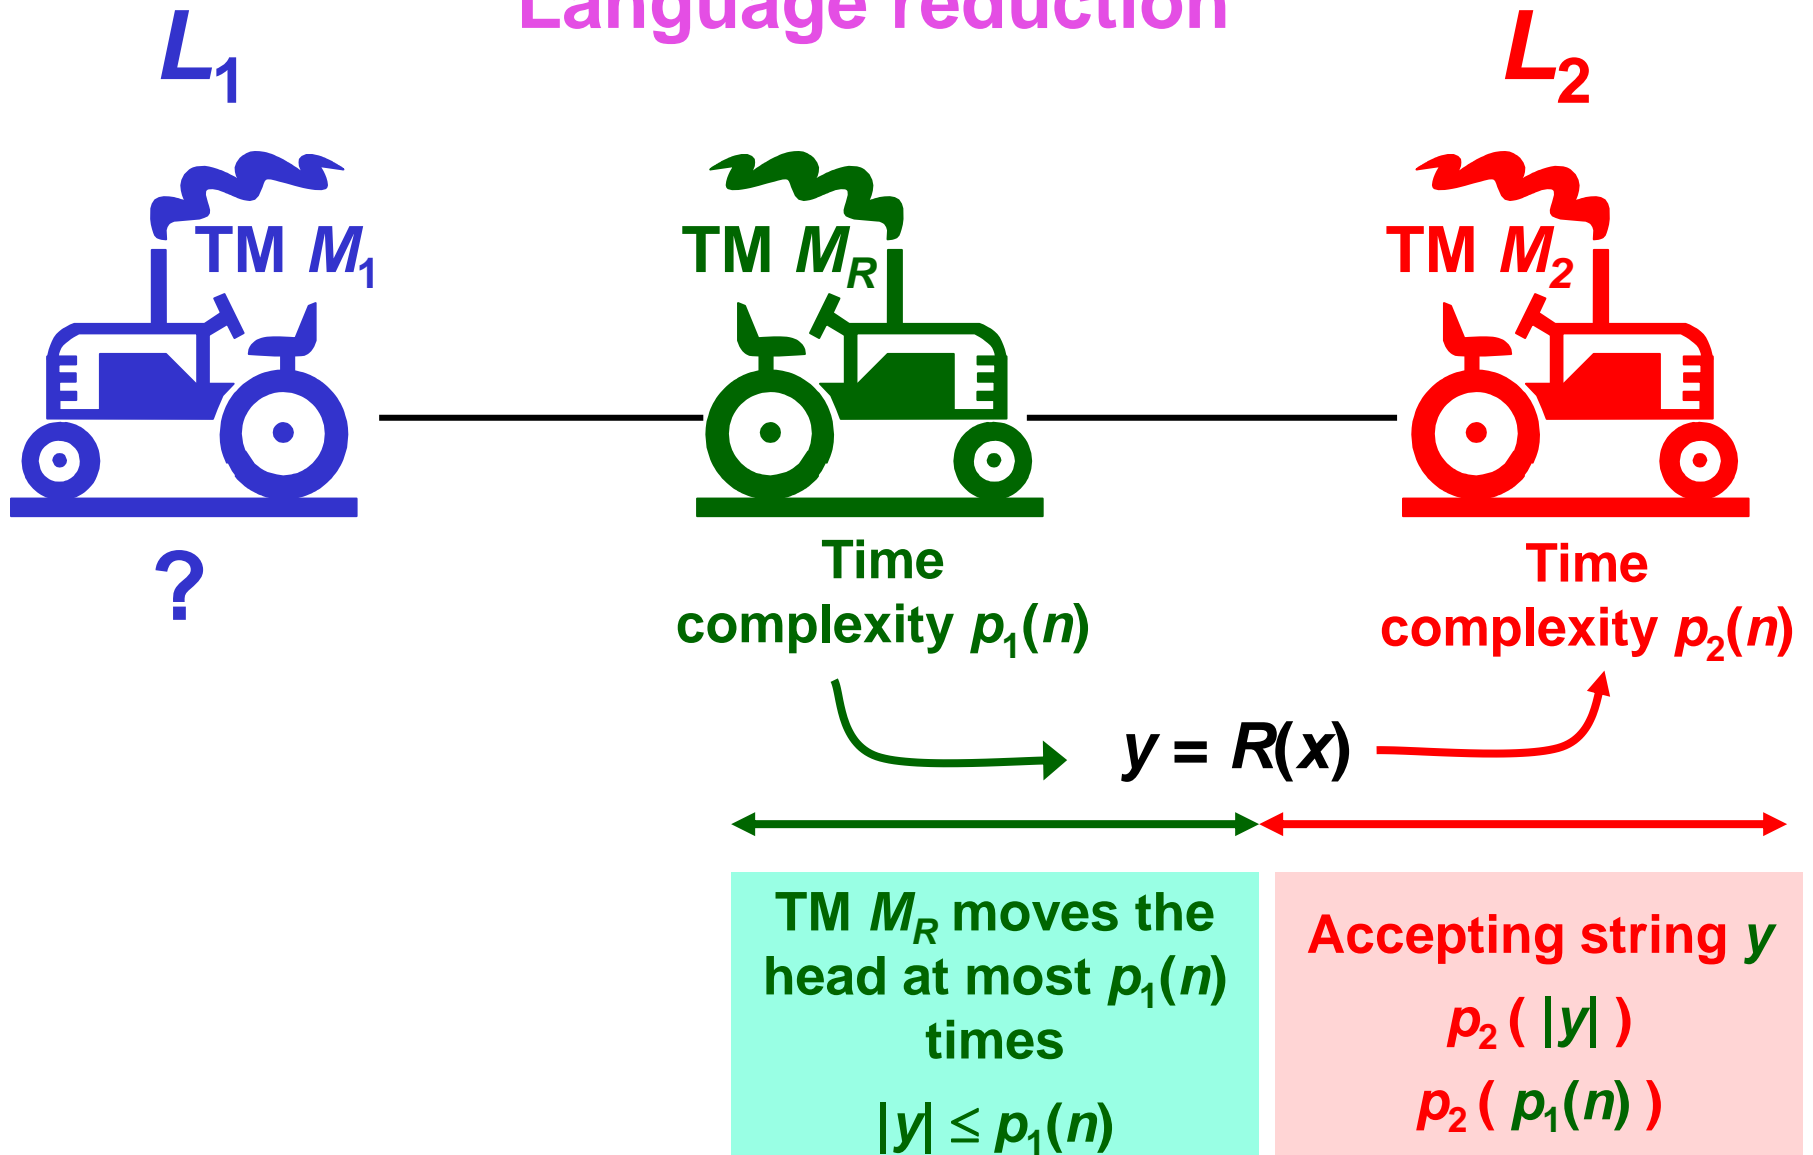 Language reduction
L1
L2
TM M1
TM MR
TM M2
?
Time
complexity p1(n)
Time
complexity p2(n)
y = R(x)
TM MR moves the
head at most p1(n)
times
|y| ≤ p1(n)
Accepting string y
p2 ( |y| )
p2 ( p1(n) )